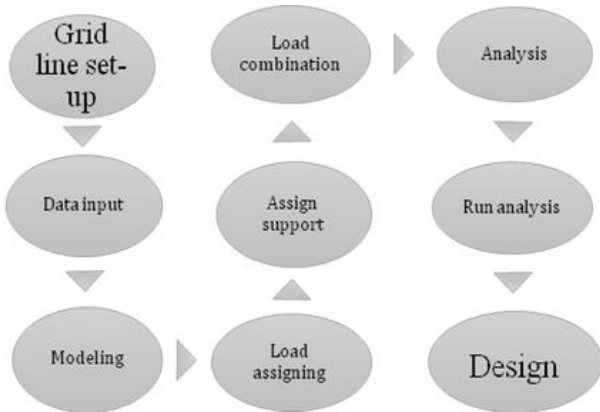 Grid
line set-
up
Data input
Modeling
Load
assigning
Assign
support
Load
combination
Analysis
Run analysis
Design